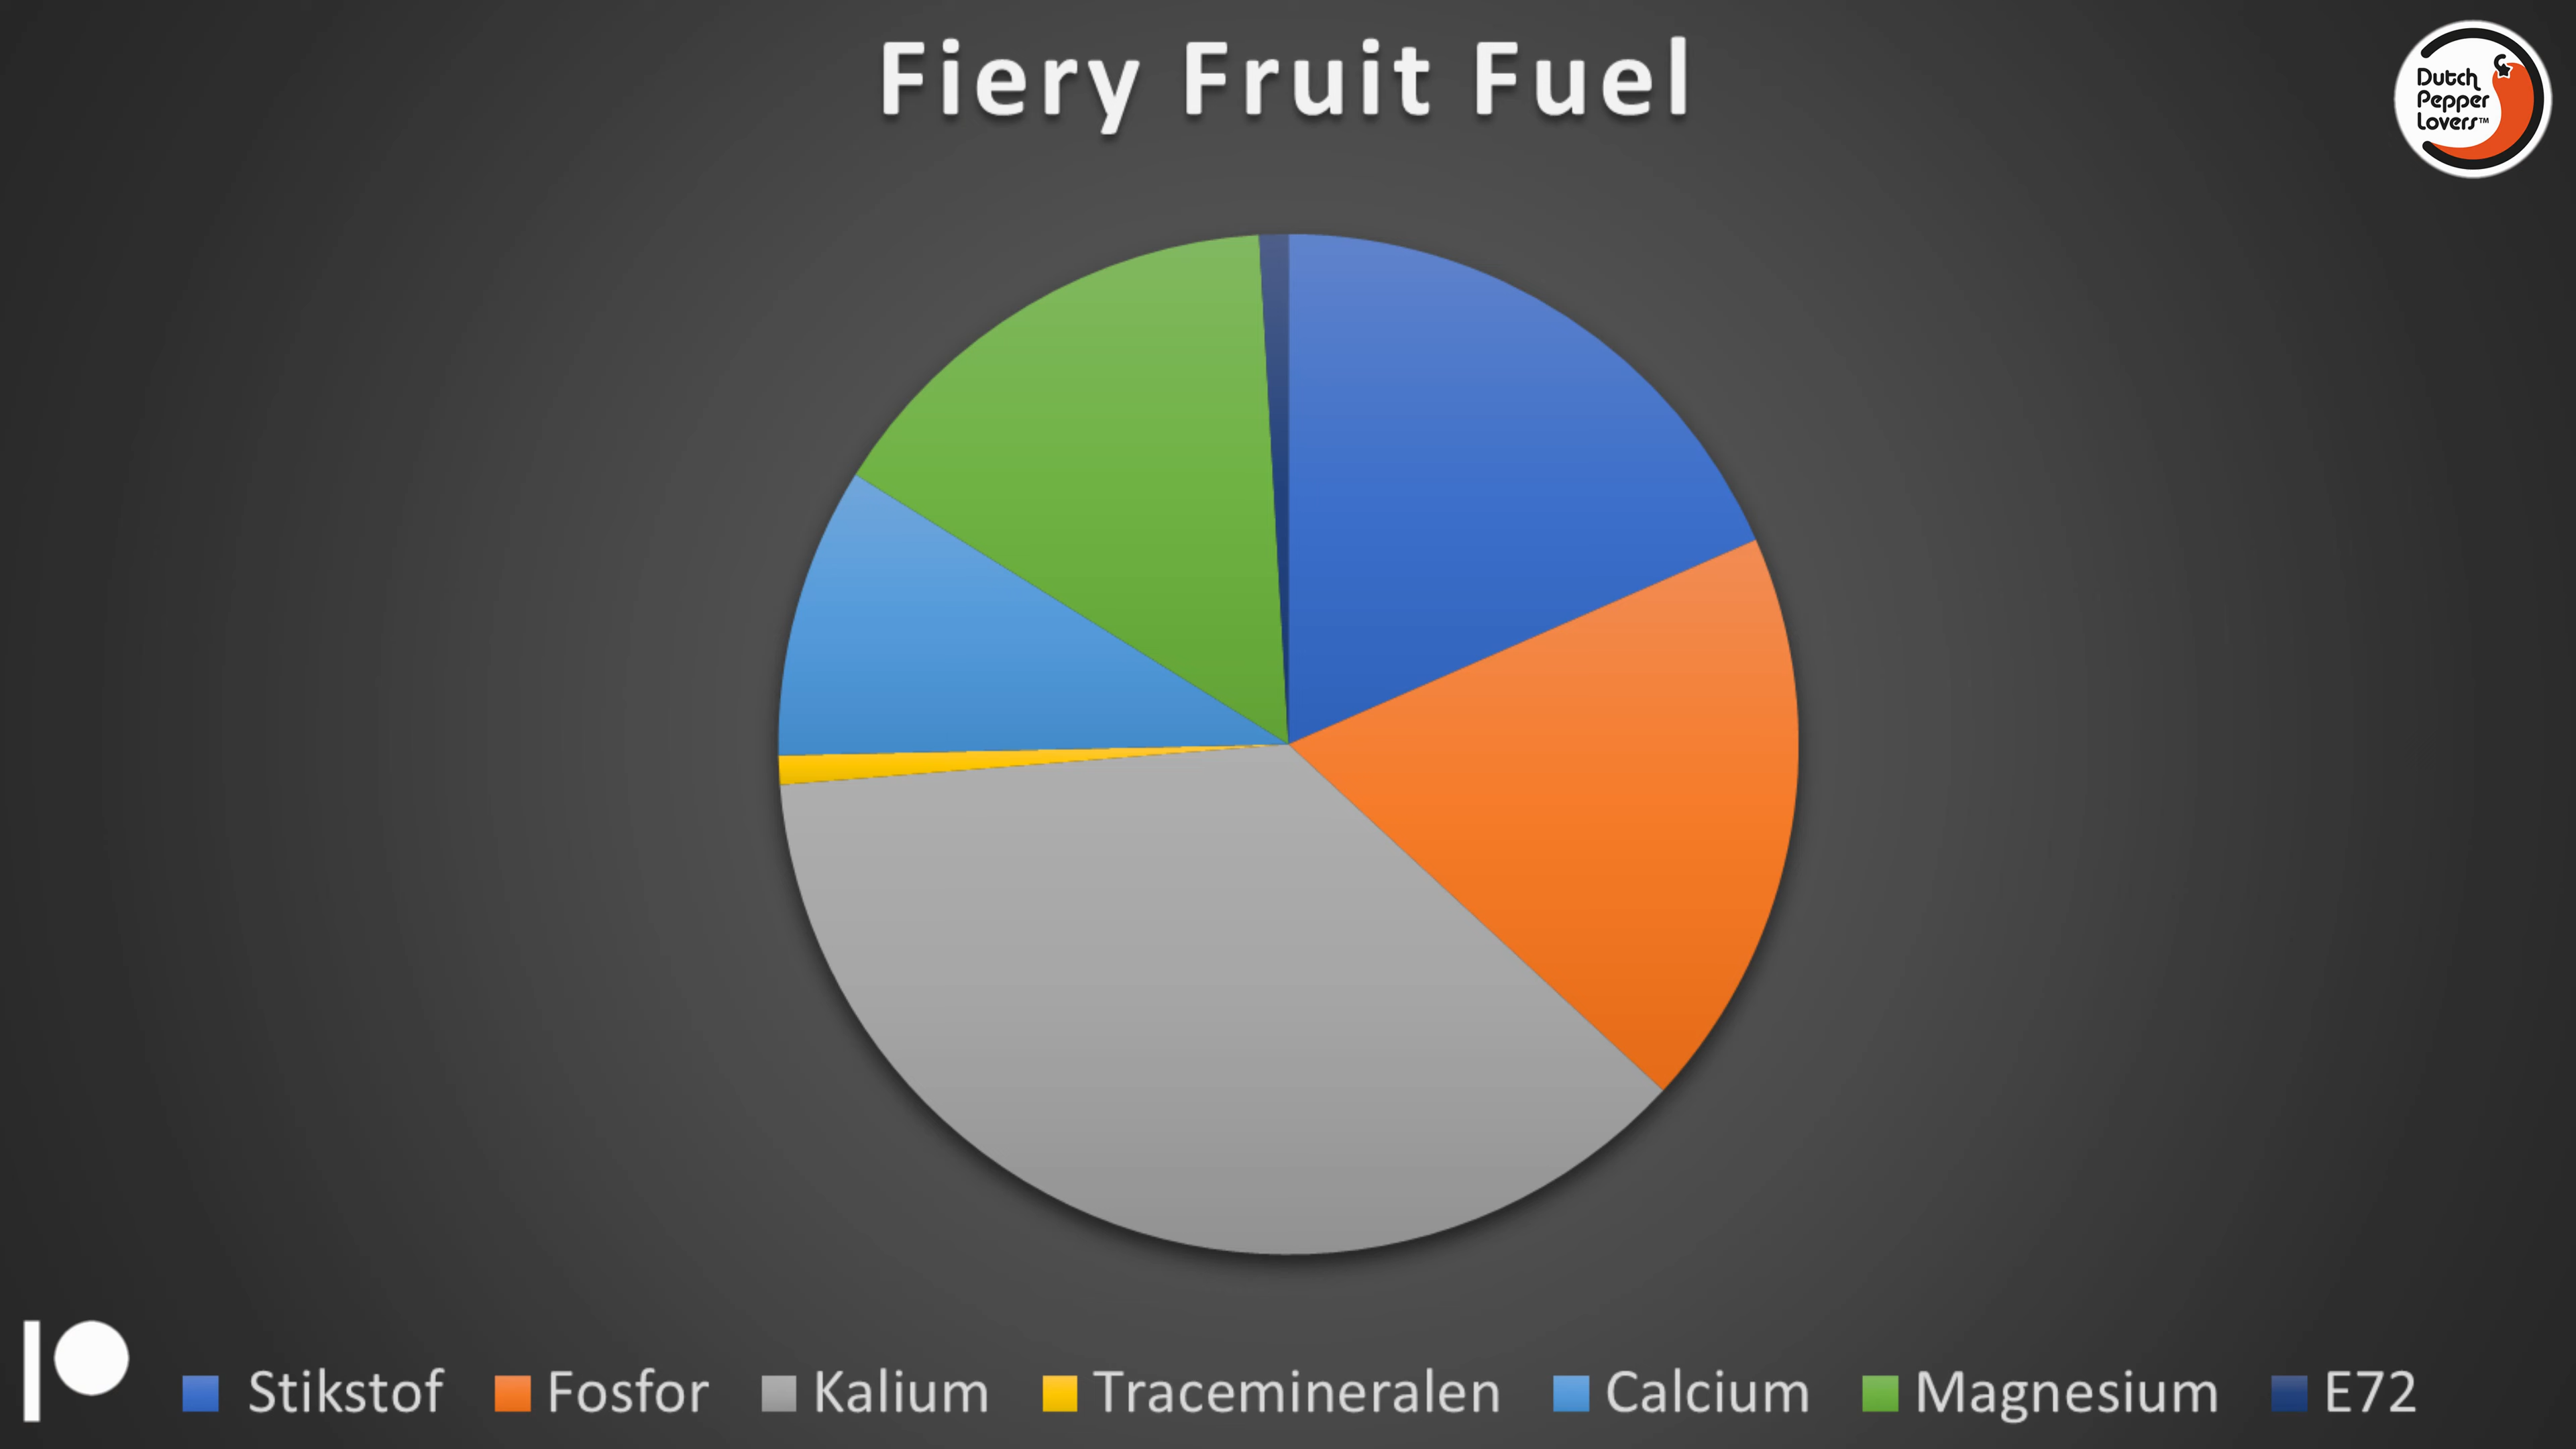 Fiery Fruit Fuel
Dutch
Pepper
Lovers™
Stikstof Fosfor Kalium Tracemineralen Calcium Magnesium E72